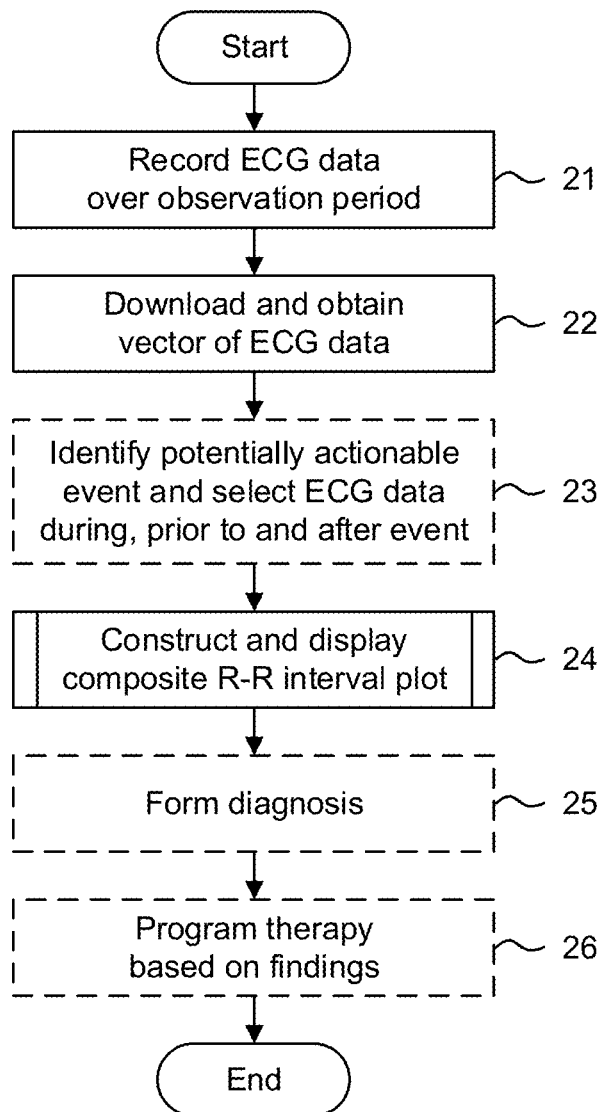 Start
Record ECG data
over observation period
21
Download and obtain
vector of ECG data
22
Identify potentially actionable
event and select ECG data
during, prior to and after event
23
Construct and display
composite R-R interval plot
24
Form diagnosis
25
Program therapy
based on findings
26
End